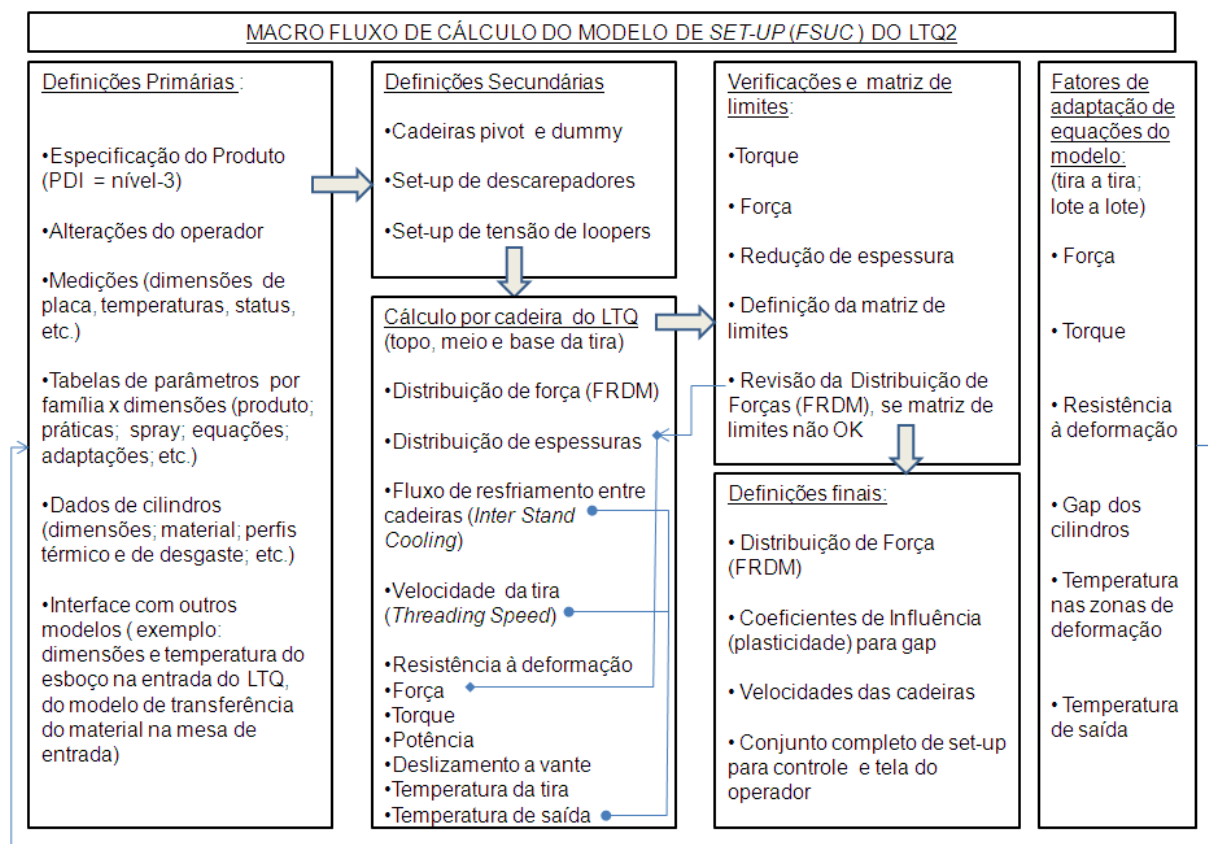 MACRO FLUXO DE CÁLCULO DO MODELO DE SET-UP (FSUC ) DO LTQ2
Definições Primárias :
•Especificação do Produto
(PDI = nível-3)
•Alterações do operador
•Medições (dimensões de
placa, temperaturas, status,
etc.)
•Tabelas de parâmetros por
família x dimensões (produto;
práticas; spray; equações;
adaptações; etc.)
•Dados de cilindros
(dimensões; material; perfis
térmico e de desgaste; etc.)
•Interface com outros
modelos ( exemplo:
dimensões e temperatura do
esboço na entrada do LTQ,
do modelo de transferência
do material na mesa de
entrada)
Definições Secundárias
•Cadeiras pivot e dummy
•Set-up de descarepadores
•Set-up de tensão de loopers
Cálculo por cadeira do LTQ
(topo, meio e base da tira)
•Distribuição de força (FRDM)
•Distribuição de espessuras
•Fluxo de resfriamento entre
cadeiras (Inter Stand
Cooling)
•Velocidade da tira
(Threading Speed)
•Resistência à deformação
•Força
•Torque
•Potência
•Deslizamento a vante
•Temperatura da tira
•Temperatura de saída
Verificações e matriz de
limites:
•Torque
• Força
• Redução de espessura
• Definição da matriz de
limites
• Revisão da Distribuição de
Forças (FRDM), se matriz de
limites não OK
Definições finais:
• Distribuição de Força
(FRDM)
• Coeficientes de Influência
(plasticidade) para gap
• Velocidades das cadeiras
• Conjunto completo de set-up
para controle e tela do
operador
Fatores de
adaptação de
equações do
modelo:
(tira a tira;
lote a lote)
• Força
• Torque
• Resistência
à deformação
• Gap dos
cilindros
• Temperatura
nas zonas de
deformação
• Temperatura
de saída